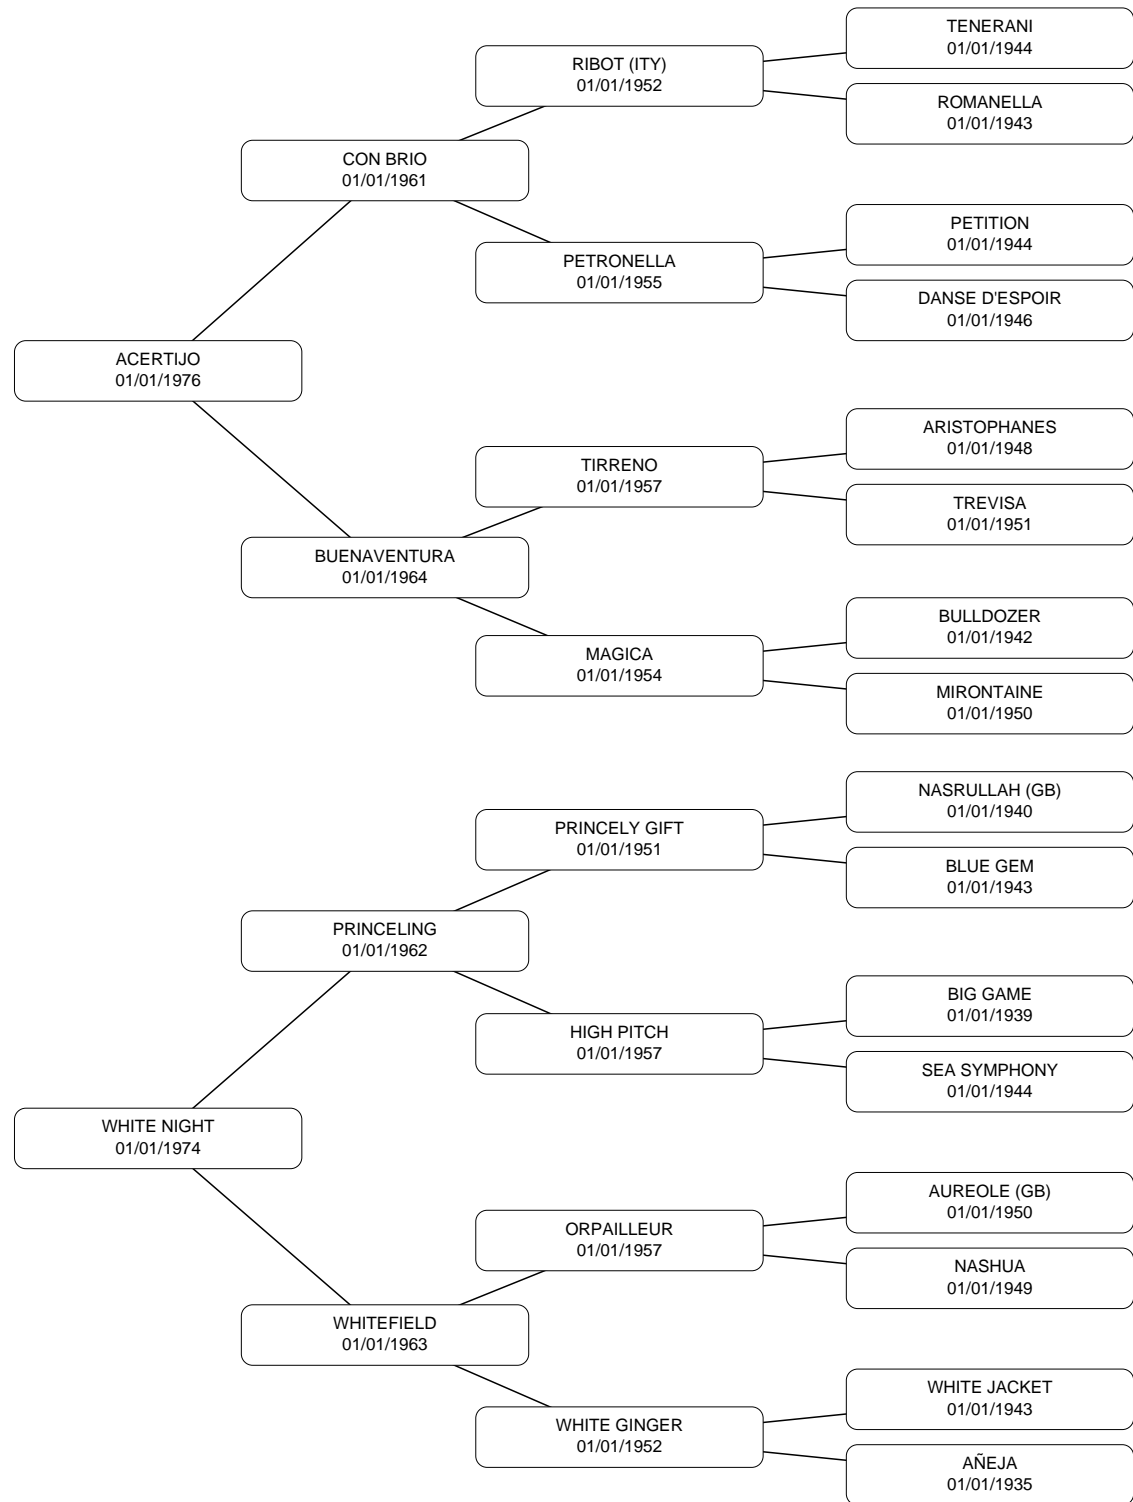 TENERANI
01/01/1944
RIBOT (ITY)
01/01/1952
ROMANELLA
01/01/1943
CON BRIO
01/01/1961
PETITION
01/01/1944
PETRONELLA
01/01/1955
DANSE D'ESPOIR
01/01/1946
ACERTIJO
01/01/1976
ARISTOPHANES
01/01/1948
TIRRENO
01/01/1957
TREVISA
01/01/1951
BUENAVENTURA
01/01/1964
BULLDOZER
01/01/1942
MAGICA
01/01/1954
MIRONTAINE
01/01/1950
NASRULLAH (GB)
01/01/1940
PRINCELY GIFT
01/01/1951
BLUE GEM
01/01/1943
PRINCELING
01/01/1962
BIG GAME
01/01/1939
HIGH PITCH
01/01/1957
SEA SYMPHONY
01/01/1944
WHITE NIGHT
01/01/1974
AUREOLE (GB)
01/01/1950
ORPAILLEUR
01/01/1957
NASHUA
01/01/1949
WHITEFIELD
01/01/1963
WHITE JACKET
01/01/1943
WHITE GINGER
01/01/1952
AÑEJA
01/01/1935